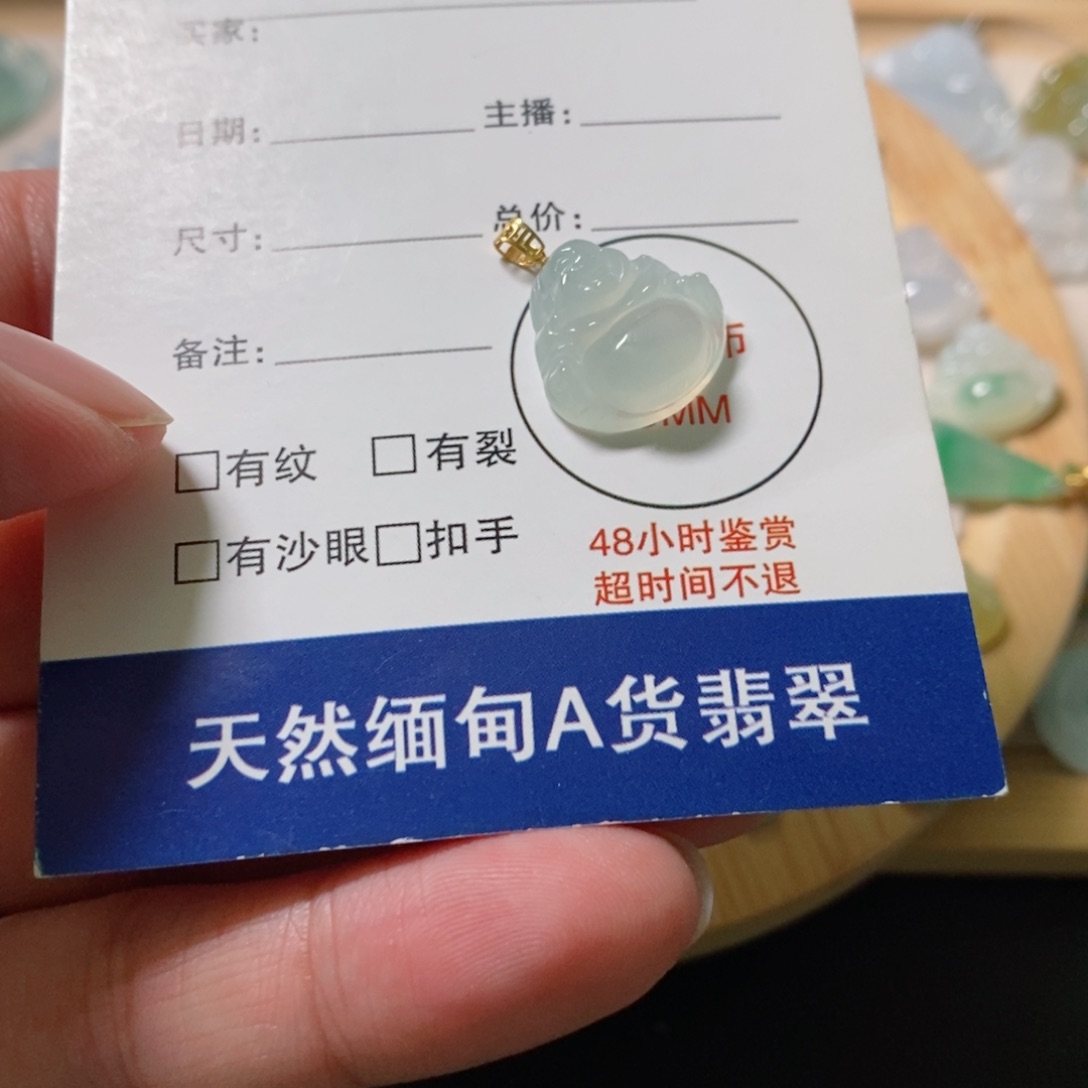 买家：
日期： 主播：
尺寸： 总价：
备注：
币
MM
□有纹 □有裂
□有沙眼□扣手
48小时鉴赏
超时间不退
天然缅甸A货翡翠